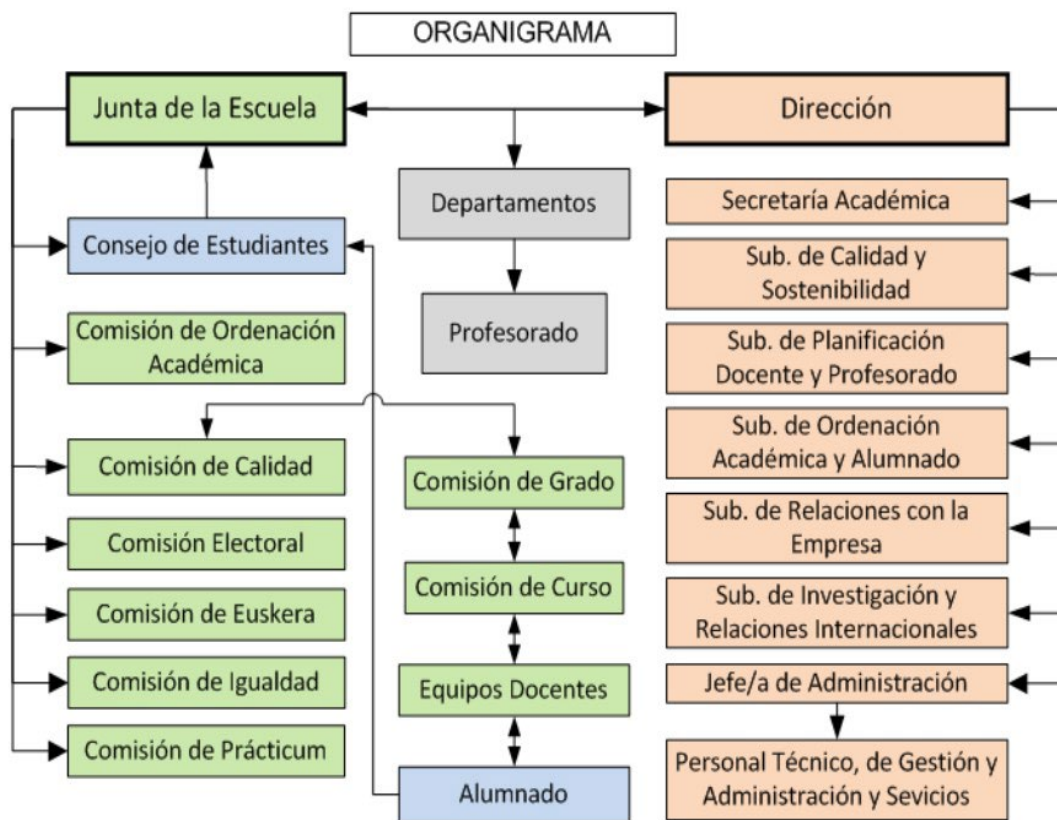 ORGANIGRAMA
Junta de la Escuela
Dirección
Departamentos
Secretaría Académica
Consejo de Estudiantes
Sub. de Calidad y
Sostenibilidad
Profesorado
Comisión de Ordenación
Académica
Sub. de Planificación
Docente y Profesorado
Comisión de Calidad
Comisión de Grado
Sub. de Ordenación
Académica y Alumnado
Comisión Electoral
Sub. de Relaciones con la
Empresa
Comisión de Curso
Comisión de Euskera
Sub. de Investigación y
Relaciones Internacionales
Comisión de Igualdad
Equipos Docentes
Jefe/a de Administración
Comisión de Prácticum
Alumnado
Personal Técnico, de Gestión y
Administración y Sevicios